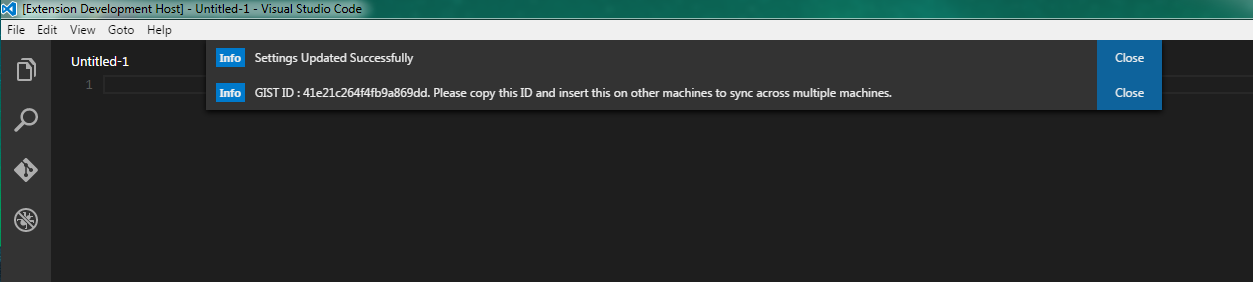 [Extension Development Host] - Untitled-1 - Visual Studio Code
File Edit View Goto Help
Info Settings Updated Successfully Close
Untitled-1
1
Info GIST ID : 41e21c264f4fb9a869dd. Please copy this ID and insert this on other machines to sync across multiple machines. Close